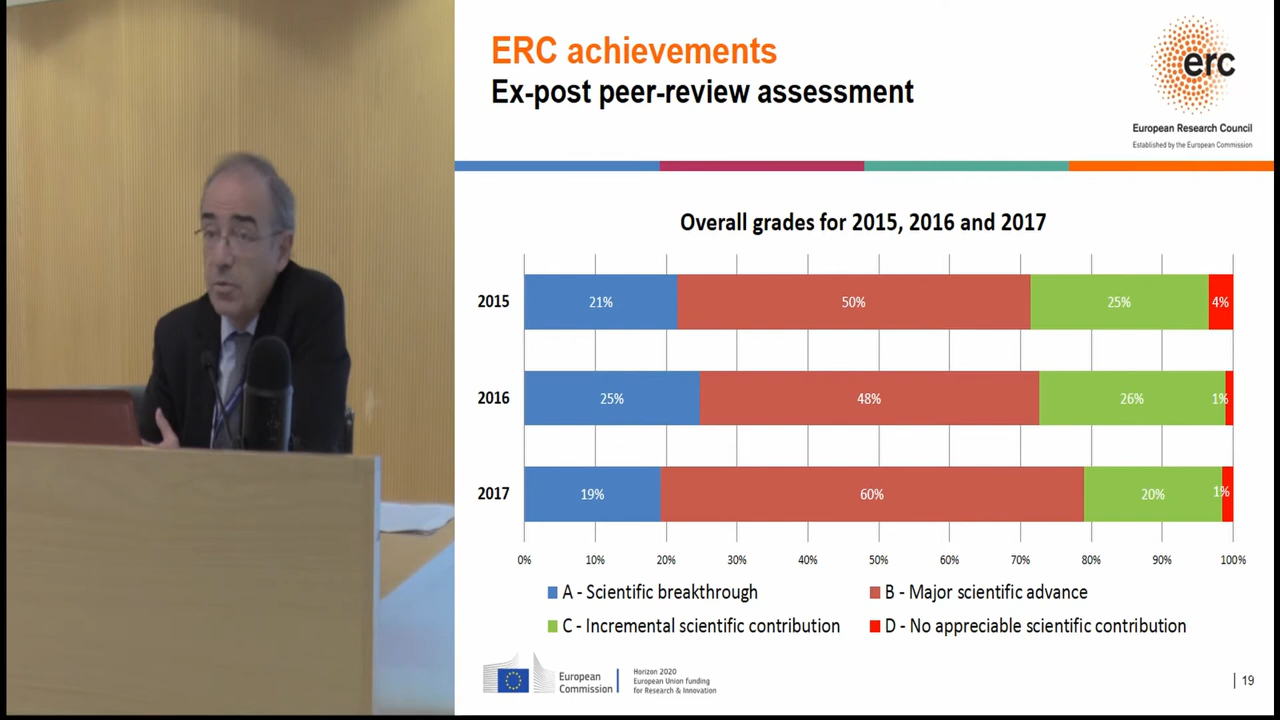 ERC achievements
Ex-post peer-review assessment
erc
European Research Council
Established by the European Commission
Overall grades for 2015, 2016 and 2017
2015
21%
50%
25%
4%
2016
25%
48%
26%
1%
2017
19%
60%
20%
1%
0%
10%
20%
30%
40%
50%
60%
70%
80%
90%
100%
A - Scientific breakthrough
B - Major scientific advance
C - Incremental scientific contribution
D - No appreciable scientific contribution
European
Commission
Horizon 2020
European Union funding
for Research & Innovation
| 19